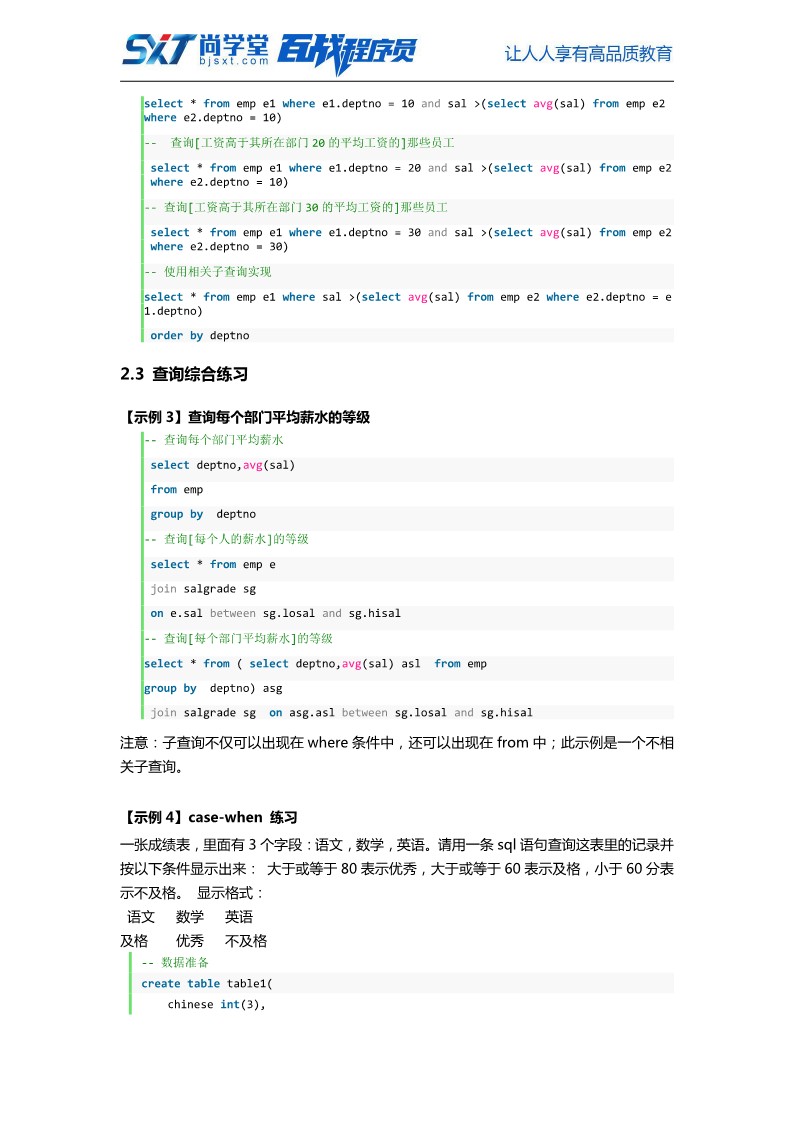 SXT 尚学堂 百战程序员 让人人享有高品质教育
bjsxt.com
select * from emp e1 where e1.deptno = 10 and sal >(select avg(sal) from emp e2
where e2.deptno = 10)
--  查询[工资高于其所在部门 20 的平均工资的]那些员工
select * from emp e1 where e1.deptno = 20 and sal >(select avg(sal) from emp e2
where e2.deptno = 10)
-- 查询[工资高于其所在部门 30 的平均工资的]那些员工
select * from emp e1 where e1.deptno = 30 and sal >(select avg(sal) from emp e2
where e2.deptno = 30)
-- 使用相关子查询实现
select * from emp e1 where sal >(select avg(sal) from emp e2 where e2.deptno = e
1.deptno)
order by deptno
2.3 查询综合练习
【示例 3】查询每个部门平均薪水的等级
-- 查询每个部门平均薪水
select deptno,avg(sal)
from emp
group by  deptno
-- 查询[每个人的薪水]的等级
select * from emp e
join salgrade sg
on e.sal between sg.losal and sg.hisal
-- 查询[每个部门平均薪水]的等级
select * from ( select deptno,avg(sal) asl  from emp
group by  deptno) asg
join salgrade sg  on asg.asl between sg.losal and sg.hisal
注意：子查询不仅可以出现在 where 条件中，还可以出现在 from 中；此示例是一个不相
关子查询。
【示例 4】case-when 练习
一张成绩表，里面有 3 个字段：语文，数学，英语。请用一条 sql 语句查询这表里的记录并
按以下条件显示出来： 大于或等于 80 表示优秀，大于或等于 60 表示及格，小于 60 分表
示不及格。 显示格式：
语文 数学 英语
及格 优秀 不及格
-- 数据准备
create table table1(
chinese int(3),